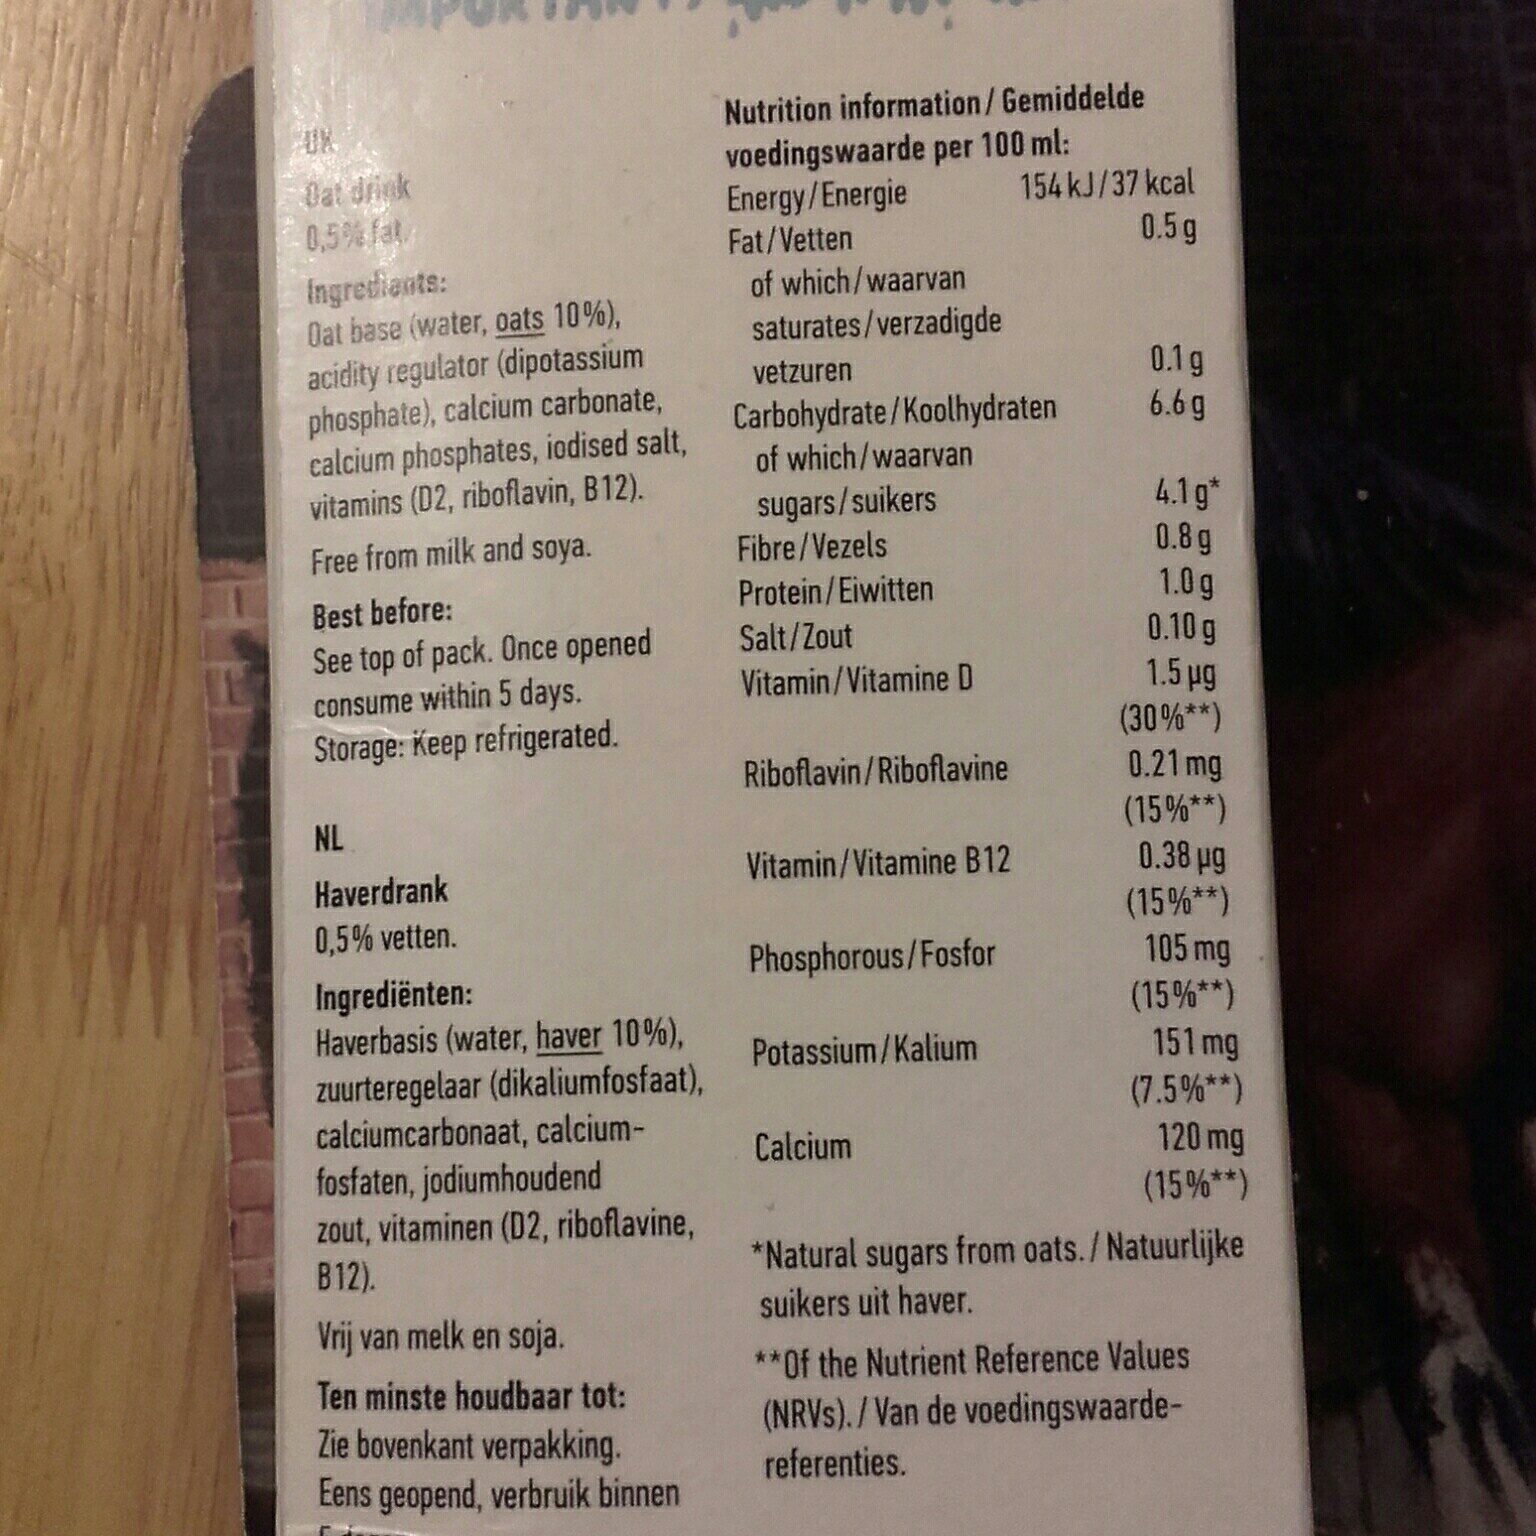 UK
Oat drink
0,5% fat.
Ingredients:
Oat base (water, oats 10%),
acidity regulator (dipotassium
phosphate), calcium carbonate,
calcium phosphates, iodised salt,
vitamins (D2, riboflavin, B12).
Free from milk and soya.
Best before:
See top of pack. Once opened
consume within 5 days.
Storage: Keep refrigerated.
NL
Haverdrank
0,5% vetten.
Ingrediënten:
Haverbasis (water, haver 10%),
zuurteregelaar (dikaliumfosfaat),
calciumcarbonaat, calcium-
fosfaten, jodiumhoudend
zout, vitaminen (D2, riboflavine,
B12).
Vrij van melk en soja.
Ten minste houdbaar tot:
Zie bovenkant verpakking.
Eens geopend, verbruik binnen
Nutrition information / Gemiddelde
voedingswaarde per 100 ml:
Energy / Energie 154 kJ / 37 kcal
Fat / Vetten 0.5 g
of which / waarvan
saturates / verzadigde
vetzuren 0.1 g
Carbohydrate / Koolhydraten 6.6 g
of which / waarvan
sugars / suikers 4.1 g*
Fibre / Vezels 0.8 g
Protein / Eiwitten 1.0 g
Salt / Zout 0.10 g
Vitamin / Vitamine D 1.5 µg
(30%**)
Riboflavin / Riboflavine 0.21 mg
(15%**)
Vitamin / Vitamine B12 0.38 µg
(15%**)
Phosphorous / Fosfor 105 mg
(15%**)
Potassium / Kalium 151 mg
(7.5%**)
Calcium 120 mg
(15%**)
*Natural sugars from oats. / Natuurlijke
suikers uit haver.
**Of the Nutrient Reference Values
(NRVs). / Van de voedingswaarde-
referenties.